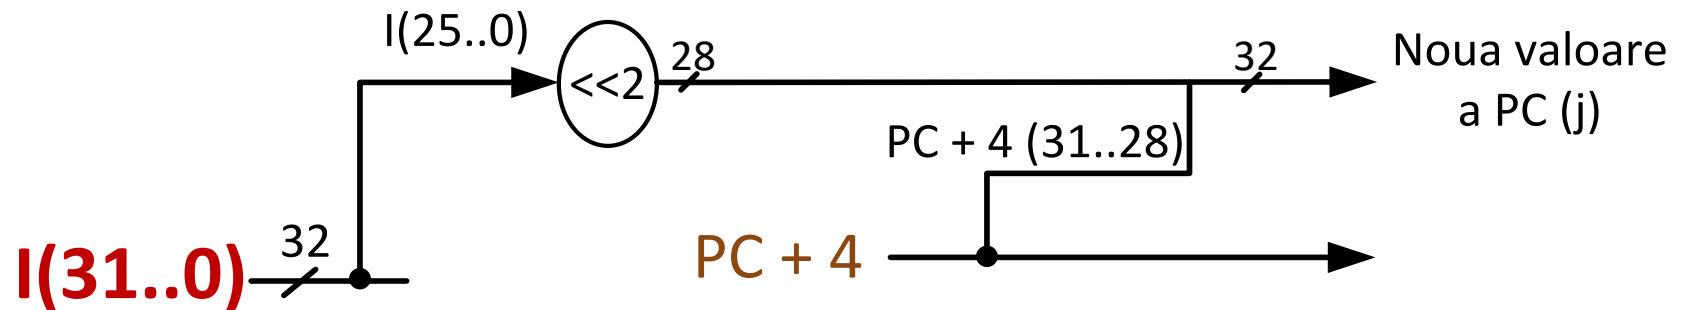 I(25..0)
<<2
28
32
Noua valoare
a PC (j)
PC + 4 (31..28)
I(31..0)
32
PC + 4